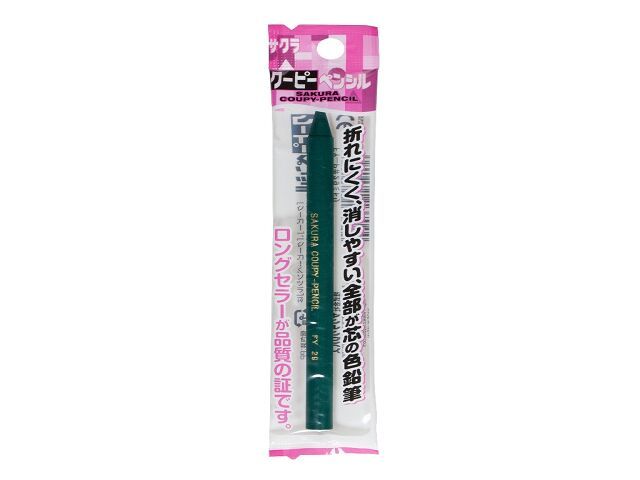 サクラ
クーピーペンシル
SAKURA
COUPY-PENCIL
折れにくく、消しやすい、全部が芯の色鉛筆
SAKURA COUPY-PENCIL FY 29
ロングセラーが品質の証です。